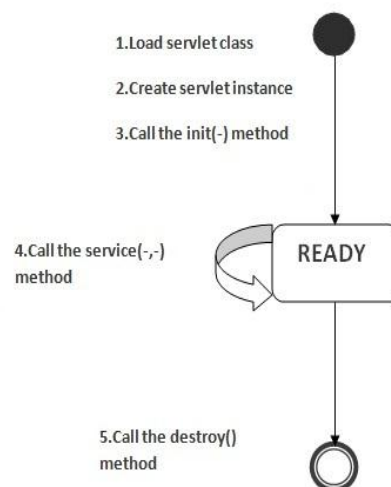 1.Load servlet class
2.Create servlet instance
3.Call the init(-) method
4.Call the service(-,-)
method
READY
5.Call the destroy()
method